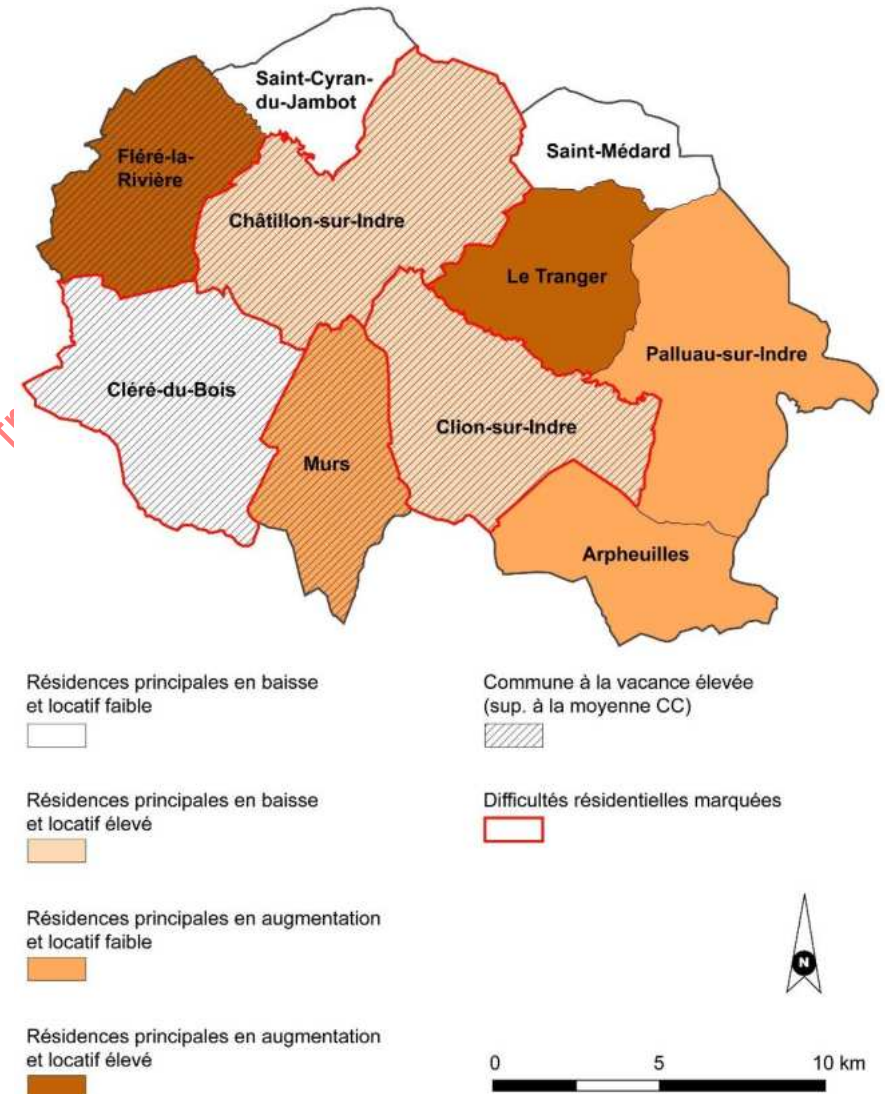 Saint-Cyran-
du-Jambot
Saint-Médard
Fléré-la-
Rivière
Châtillon-sur-Indre
Le Tranger
Palluau-sur-Indre
Cléré-du-Bois
Clion-sur-Indre
Murs
Arpheuilles
Résidences principales en baisse
et locatif faible
Résidences principales en baisse
et locatif élevé
Résidences principales en augmentation
et locatif faible
Résidences principales en augmentation
et locatif élevé
Commune à la vacance élevée
(sup. à la moyenne CC)
Difficultés résidentielles marquées
N
0 5 10 km